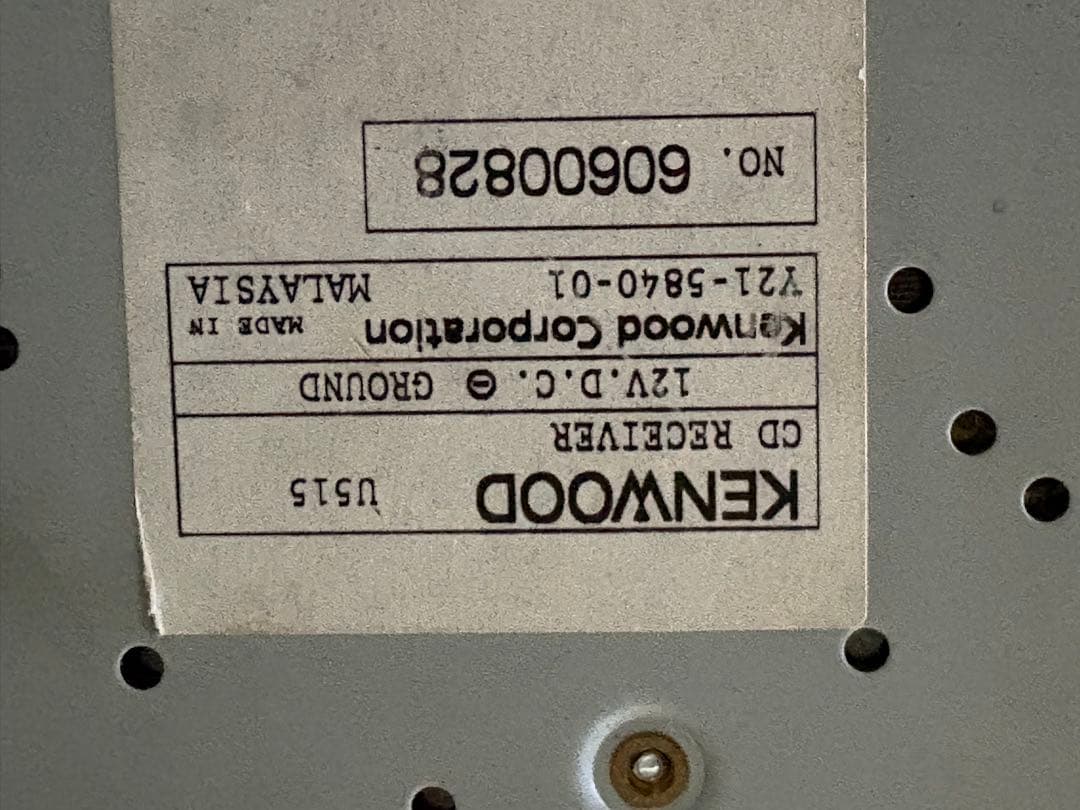 KENWOOD U515
CD RECEIVER
12V.D.C. ⊖ GROUND
Kenwood Corporation MADE IN
Y21-5840-01 MALAYSIA
NO. 60600828